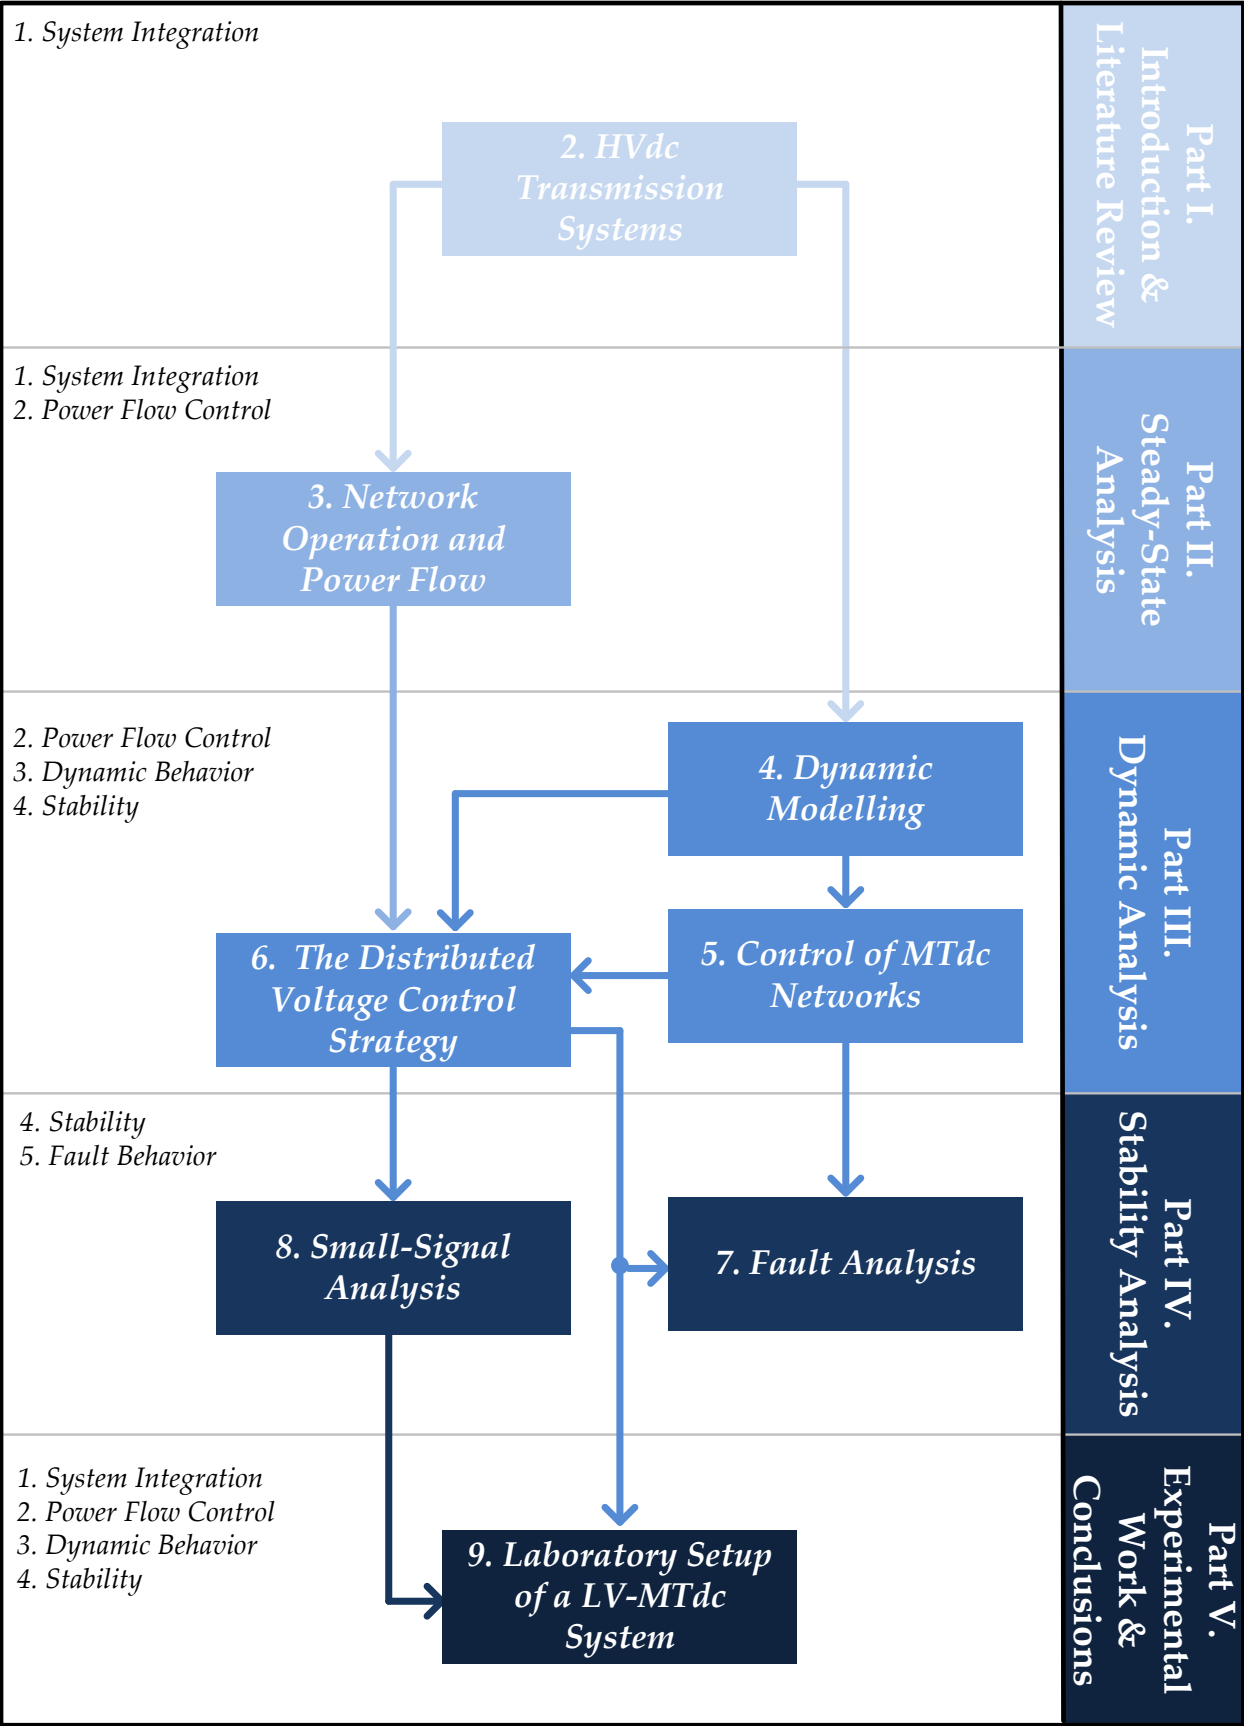 1. System Integration
2. HVdc
Transmission
Systems
Part I.
Introduction &
Literature Review
1. System Integration
2. Power Flow Control
3. Network
Operation and
Power Flow
Part II.
Steady-State
Analysis
2. Power Flow Control
3. Dynamic Behavior
4. Stability
4. Dynamic
Modelling
5. Control of MTdc
Networks
6. The Distributed
Voltage Control
Strategy
Part III.
Dynamic Analysis
4. Stability
5. Fault Behavior
8. Small-Signal
Analysis
7. Fault Analysis
Part IV.
Stability Analysis
1. System Integration
2. Power Flow Control
3. Dynamic Behavior
4. Stability
9. Laboratory Setup
of a LV-MTdc
System
Part V.
Experimental
Work &
Conclusions